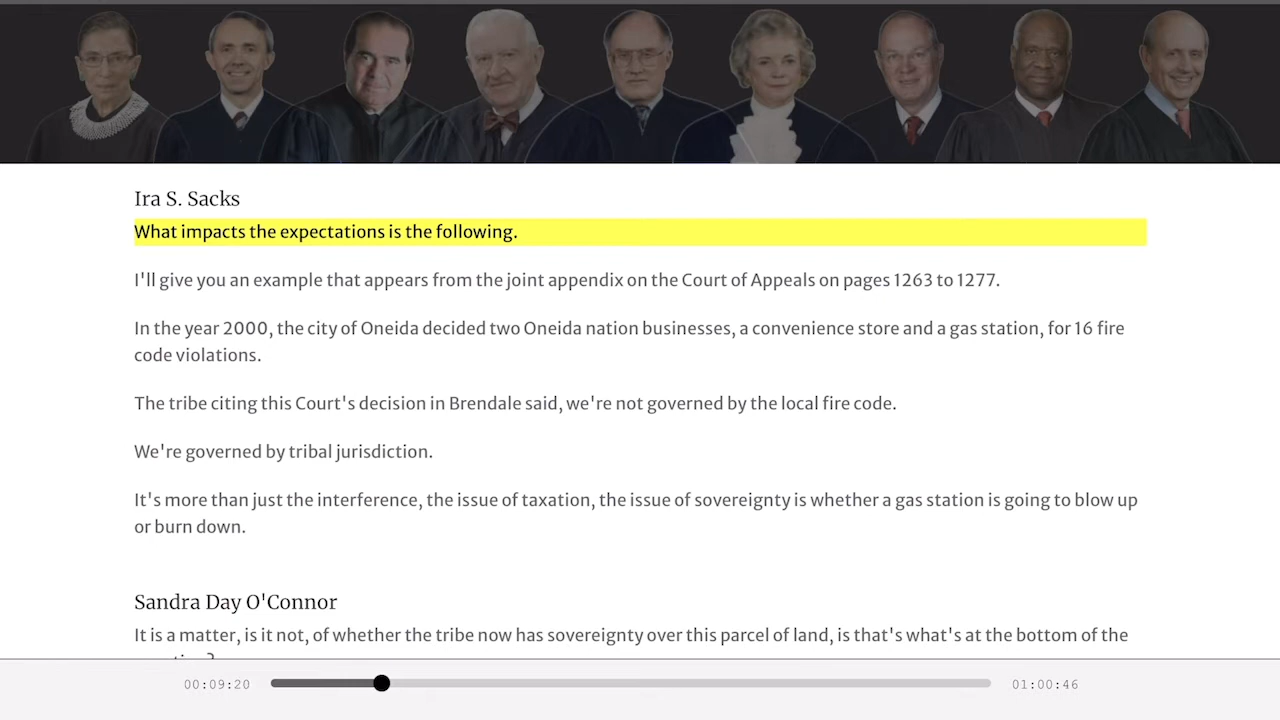 Ira S. Sacks
What impacts the expectations is the following.
I'll give you an example that appears from the joint appendix on the Court of Appeals on pages 1263 to 1277.
In the year 2000, the city of Oneida decided two Oneida nation businesses, a convenience store and a gas station, for 16 fire
code violations.
The tribe citing this Court's decision in Brendale said, we're not governed by the local fire code.
We're governed by tribal jurisdiction.
It's more than just the interference, the issue of taxation, the issue of sovereignty is whether a gas station is going to blow up
or burn down.
Sandra Day O'Connor
It is a matter, is it not, of whether the tribe now has sovereignty over this parcel of land, is that's what's at the bottom of the
00:09:20
01:00:46